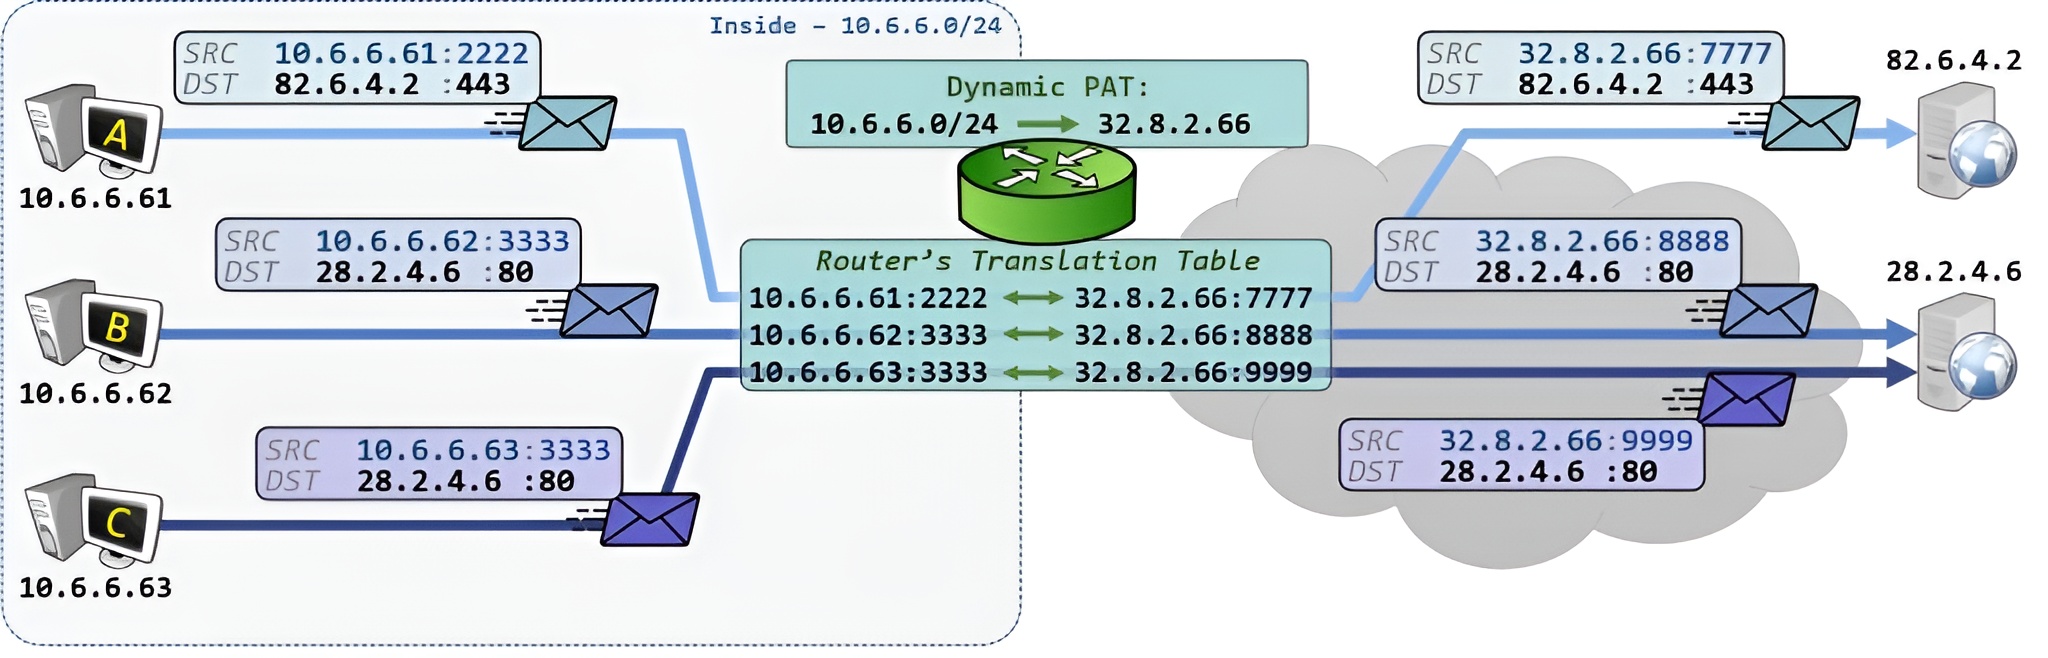 Inside – 10.6.6.0/24
SRC 10.6.6.61:2222
DST 82.6.4.2 :443
A
10.6.6.61
SRC 10.6.6.62:3333
DST 28.2.4.6 :80
B
10.6.6.62
SRC 10.6.6.63:3333
DST 28.2.4.6 :80
C
10.6.6.63
Dynamic PAT:
10.6.6.0/24 → 32.8.2.66
Router's Translation Table
10.6.6.61:2222 ↔ 32.8.2.66:7777
10.6.6.62:3333 ↔ 32.8.2.66:8888
10.6.6.63:3333 ↔ 32.8.2.66:9999
SRC 32.8.2.66:7777
DST 82.6.4.2 :443
82.6.4.2
SRC 32.8.2.66:8888
DST 28.2.4.6 :80
28.2.4.6
SRC 32.8.2.66:9999
DST 28.2.4.6 :80